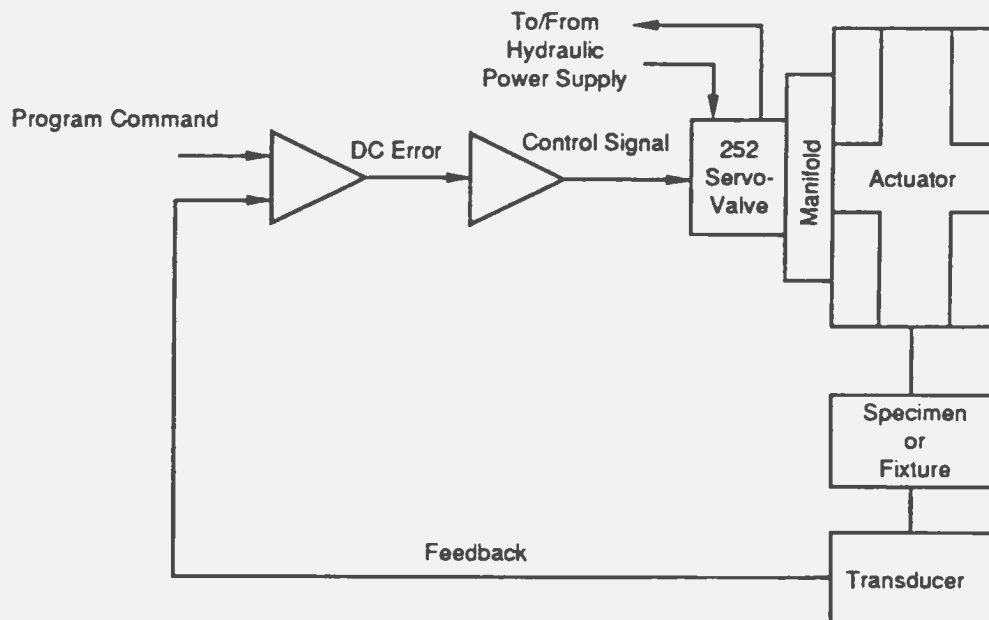 To/From
Hydraulic
Power Supply
Program Command
DC Error
Control Signal
252
Servo-
Valve
Manifold
Actuator
Specimen
or
Fixture
Feedback
Transducer